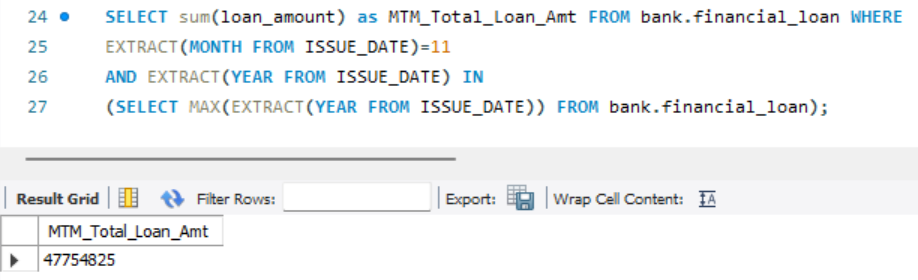 24 SELECT sum(loan_amount) as MTM_Total_Loan_Amt FROM bank.financial_loan WHERE
25 EXTRACT(MONTH FROM ISSUE_DATE)=11
26 AND EXTRACT(YEAR FROM ISSUE_DATE) IN
27 (SELECT MAX(EXTRACT(YEAR FROM ISSUE_DATE)) FROM bank.financial_loan);
Result Grid Filter Rows: Export: Wrap Cell Content: IA
MTM_Total_Loan_Amt
47754825